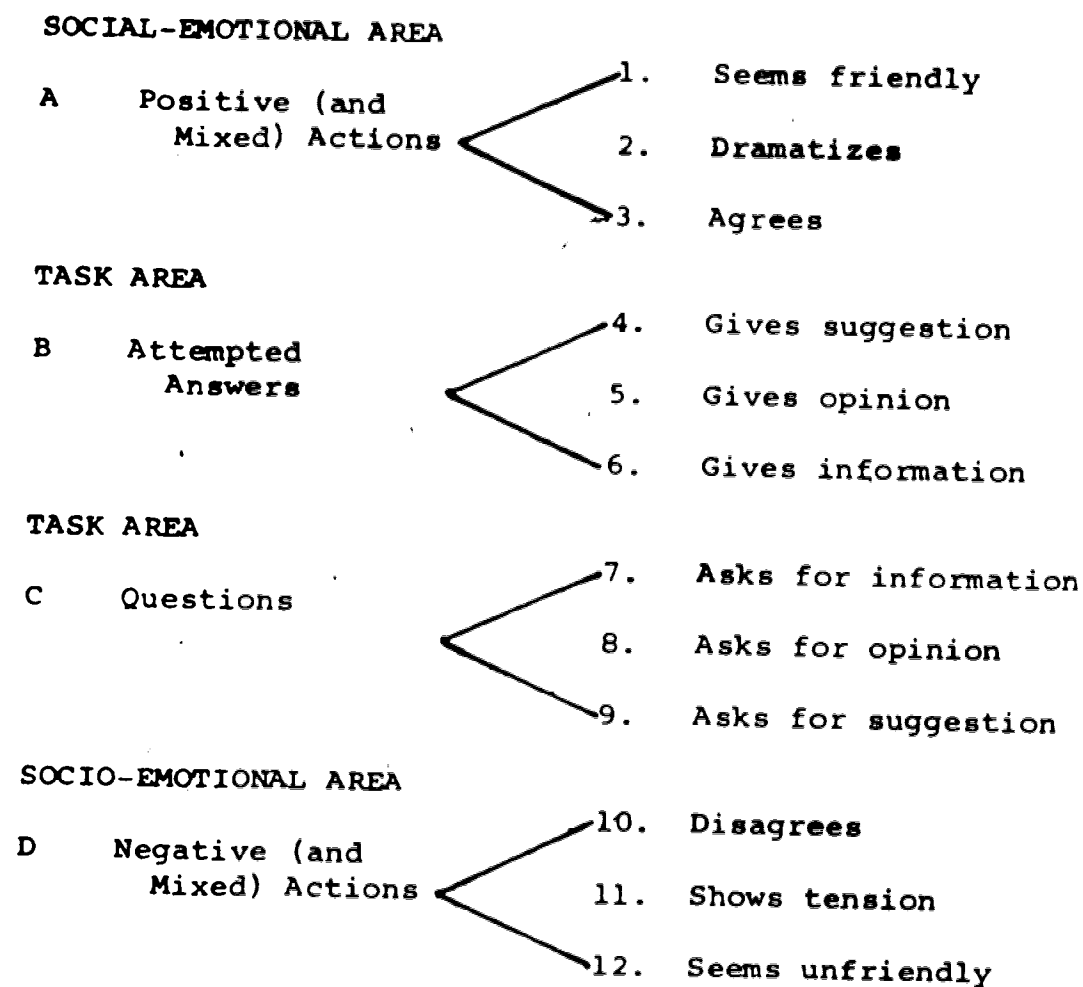 SOCIAL-EMOTIONAL AREA
A Positive (and
Mixed) Actions
1. Seems friendly
2. Dramatizes
3. Agrees
TASK AREA
B Attempted
Answers
4. Gives suggestion
5. Gives opinion
6. Gives information
TASK AREA
C Questions
7. Asks for information
8. Asks for opinion
9. Asks for suggestion
SOCIO-EMOTIONAL AREA
D Negative (and
Mixed) Actions
10. Disagrees
11. Shows tension
12. Seems unfriendly